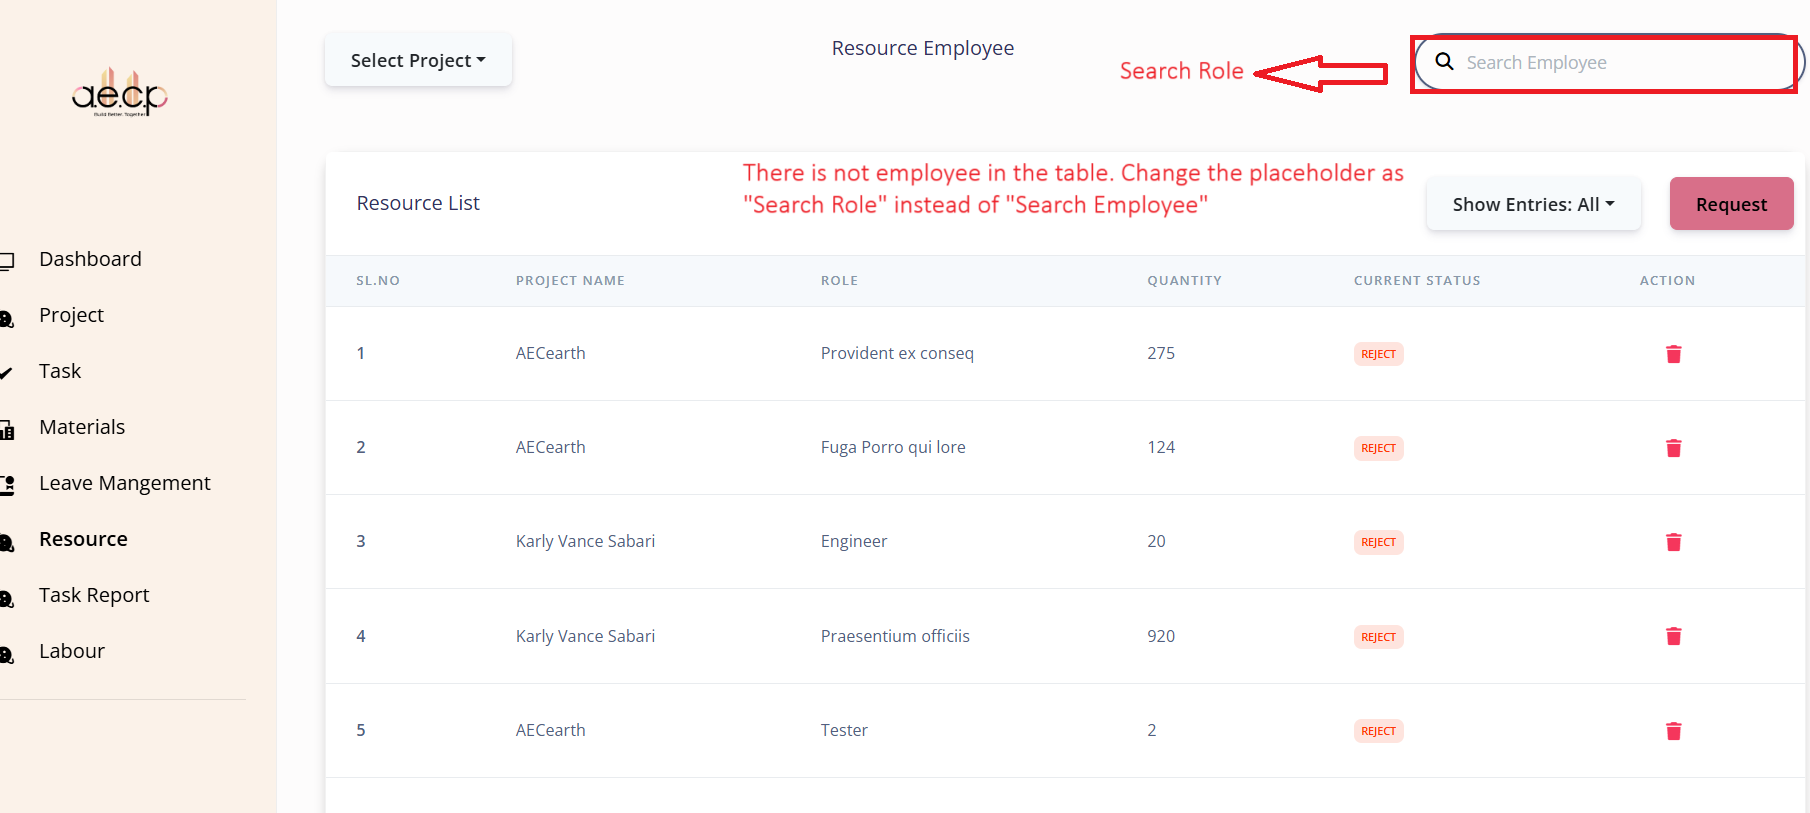 a.e.c.p
Build Better. Together
Dashboard
Project
Task
Materials
Leave Mangement
Resource
Task Report
Labour
Select Project
Resource Employee
Search Role
Search Employee
There is not employee in the table. Change the placeholder as
"Search Role" instead of "Search Employee"
Resource List
Show Entries: All
Request
SL.NO PROJECT NAME ROLE QUANTITY CURRENT STATUS ACTION
1 AECearth Provident ex conseq 275 REJECT
2 AECearth Fuga Porro qui lore 124 REJECT
3 Karly Vance Sabari Engineer 20 REJECT
4 Karly Vance Sabari Praesentium officiis 920 REJECT
5 AECearth Tester 2 REJECT